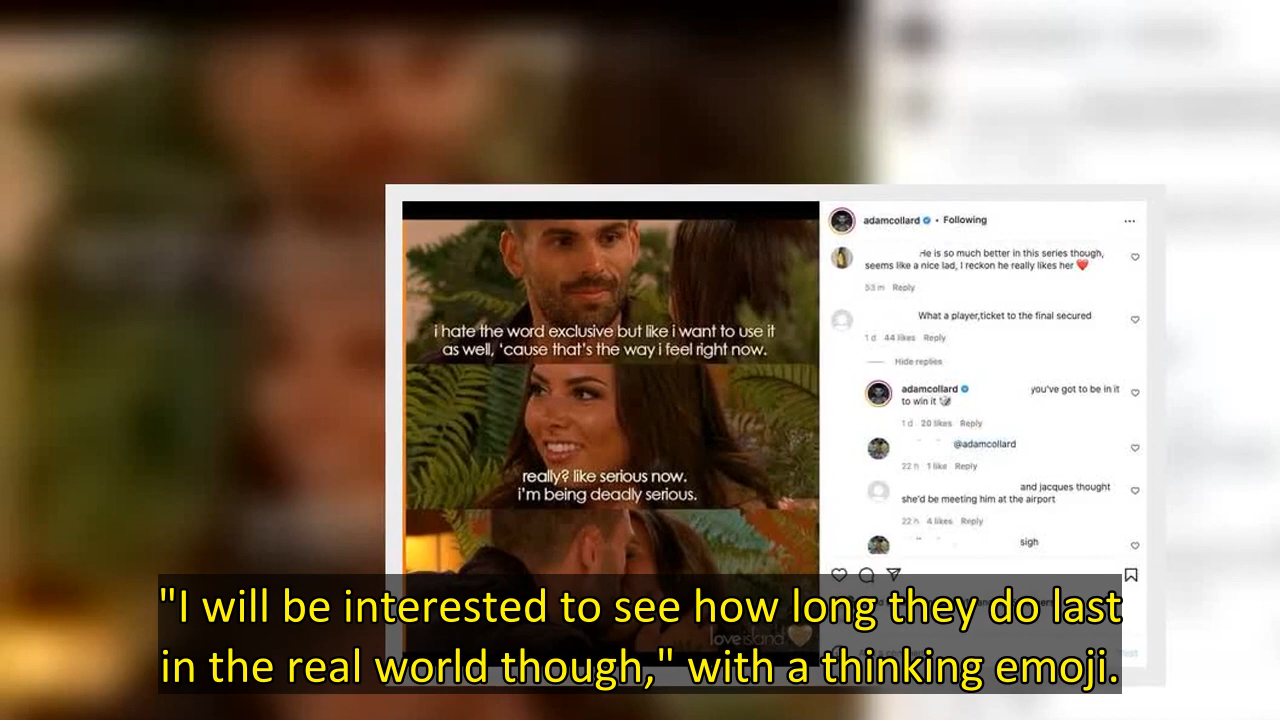 adamcollard • Following
He is so much better in this series though,
seems like a nice lad, I reckon he really likes her
53 m Reply
What a player,ticket to the final secured
1 d 44 likes Reply
Hide replies
adamcollard you've got to be in it
to win it
1 d 20 likes Reply
@adamcollard
22 h 1 like Reply
and jacques thought
she'd be meeting him at the airport
22 h 4 likes Reply
sigh
i hate the word exclusive but like i want to use it
as well, 'cause that's the way i feel right now.
really? like serious now.
i'm being deadly serious.
loveisland
"I will be interested to see how long they do last
in the real world though," with a thinking emoji.